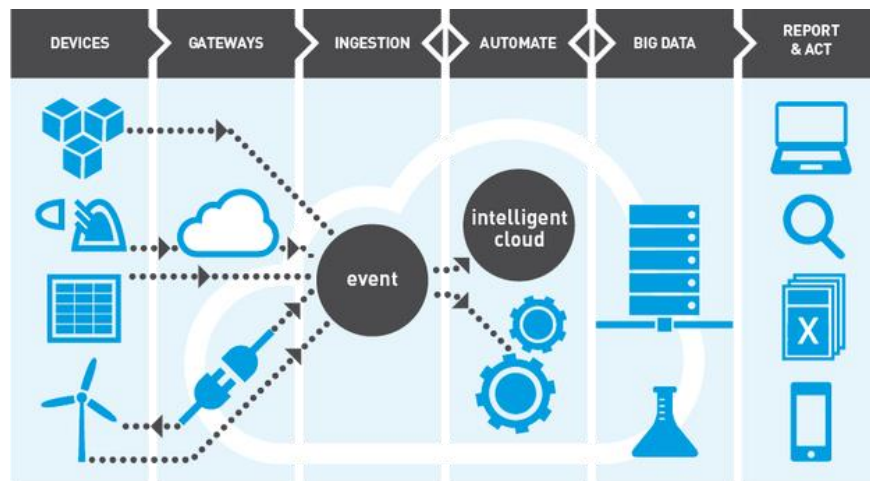 DEVICES
GATEWAYS
INGESTION
AUTOMATE
BIG DATA
REPORT
& ACT
intelligent
cloud
event
X